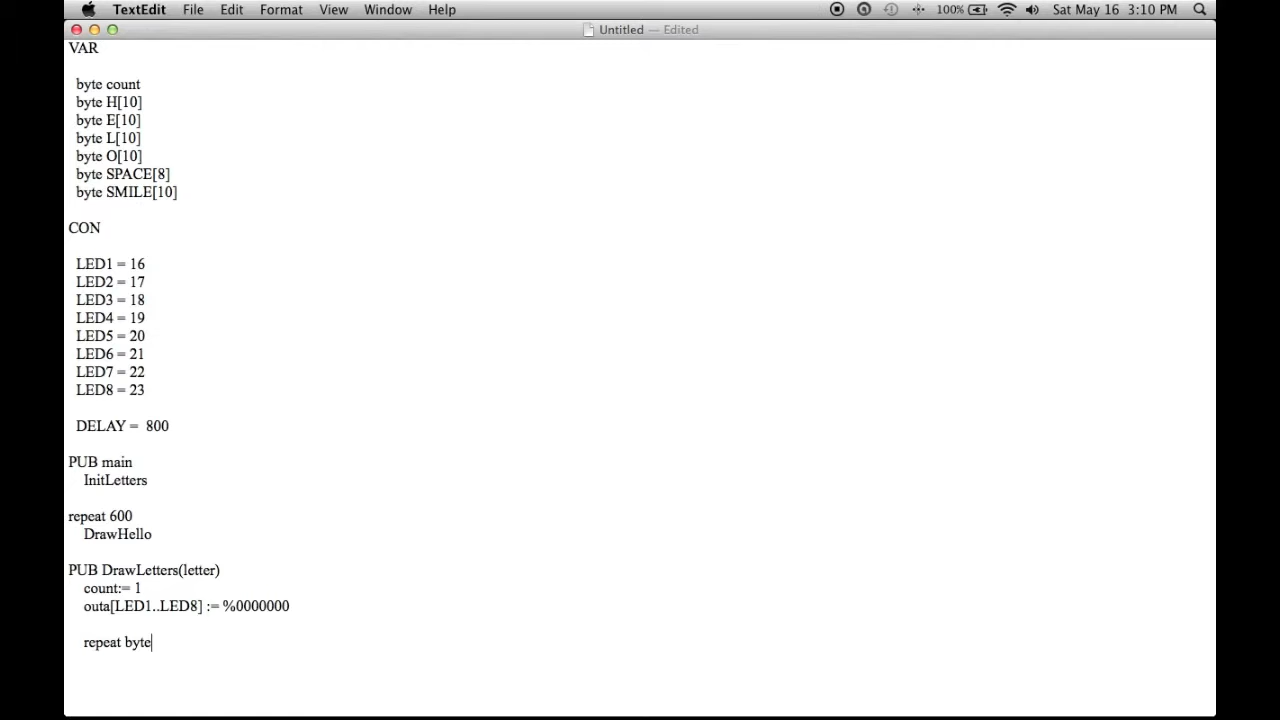 TextEdit File Edit Format View Window Help 100% Sat May 16 3:10 PM
Untitled — Edited
VAR
byte count
byte H[10]
byte E[10]
byte L[10]
byte O[10]
byte SPACE[8]
byte SMILE[10]
CON
LED1 = 16
LED2 = 17
LED3 = 18
LED4 = 19
LED5 = 20
LED6 = 21
LED7 = 22
LED8 = 23
DELAY =  800
PUB main
InitLetters
repeat 600
DrawHello
PUB DrawLetters(letter)
count:= 1
outa[LED1..LED8] := %0000000
repeat byte